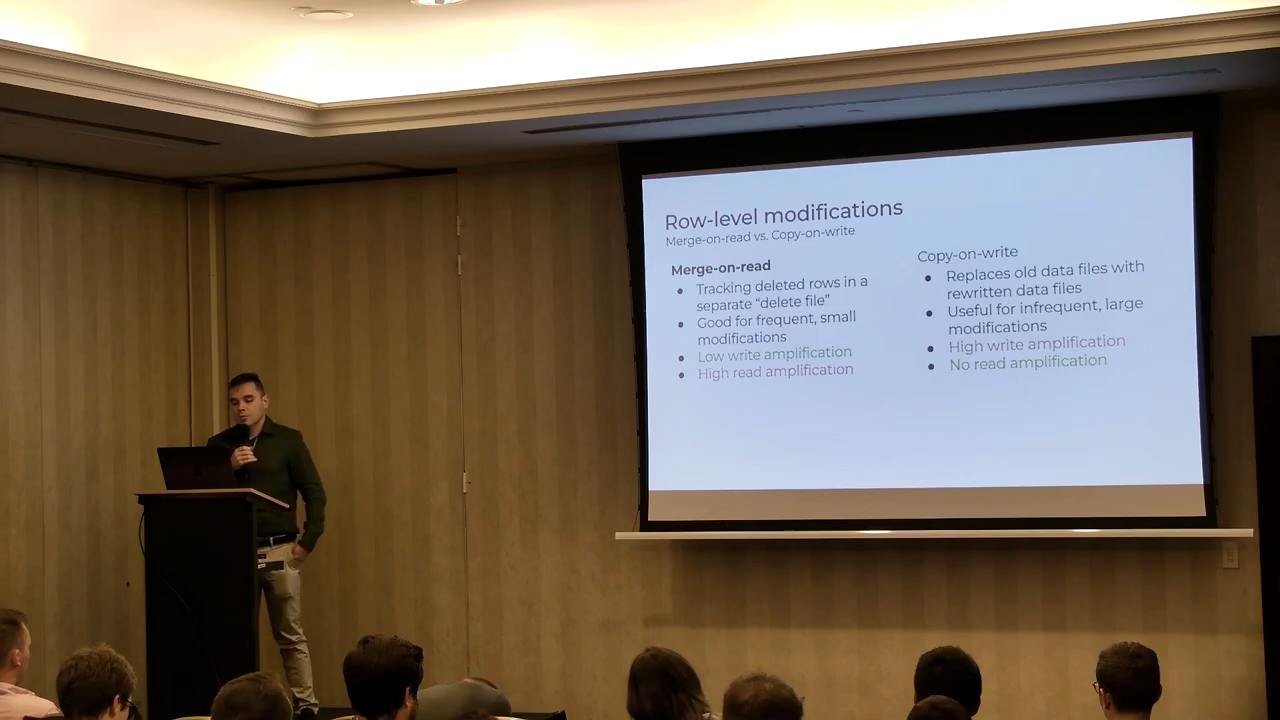 Row-level modifications
Merge-on-read vs. Copy-on-write
Merge-on-read
• Tracking deleted rows in a
separate “delete file”
• Good for frequent, small
modifications
• Low write amplification
• High read amplification
Copy-on-write
• Replaces old data files with
rewritten data files
• Useful for infrequent, large
modifications
• High write amplification
• No read amplification